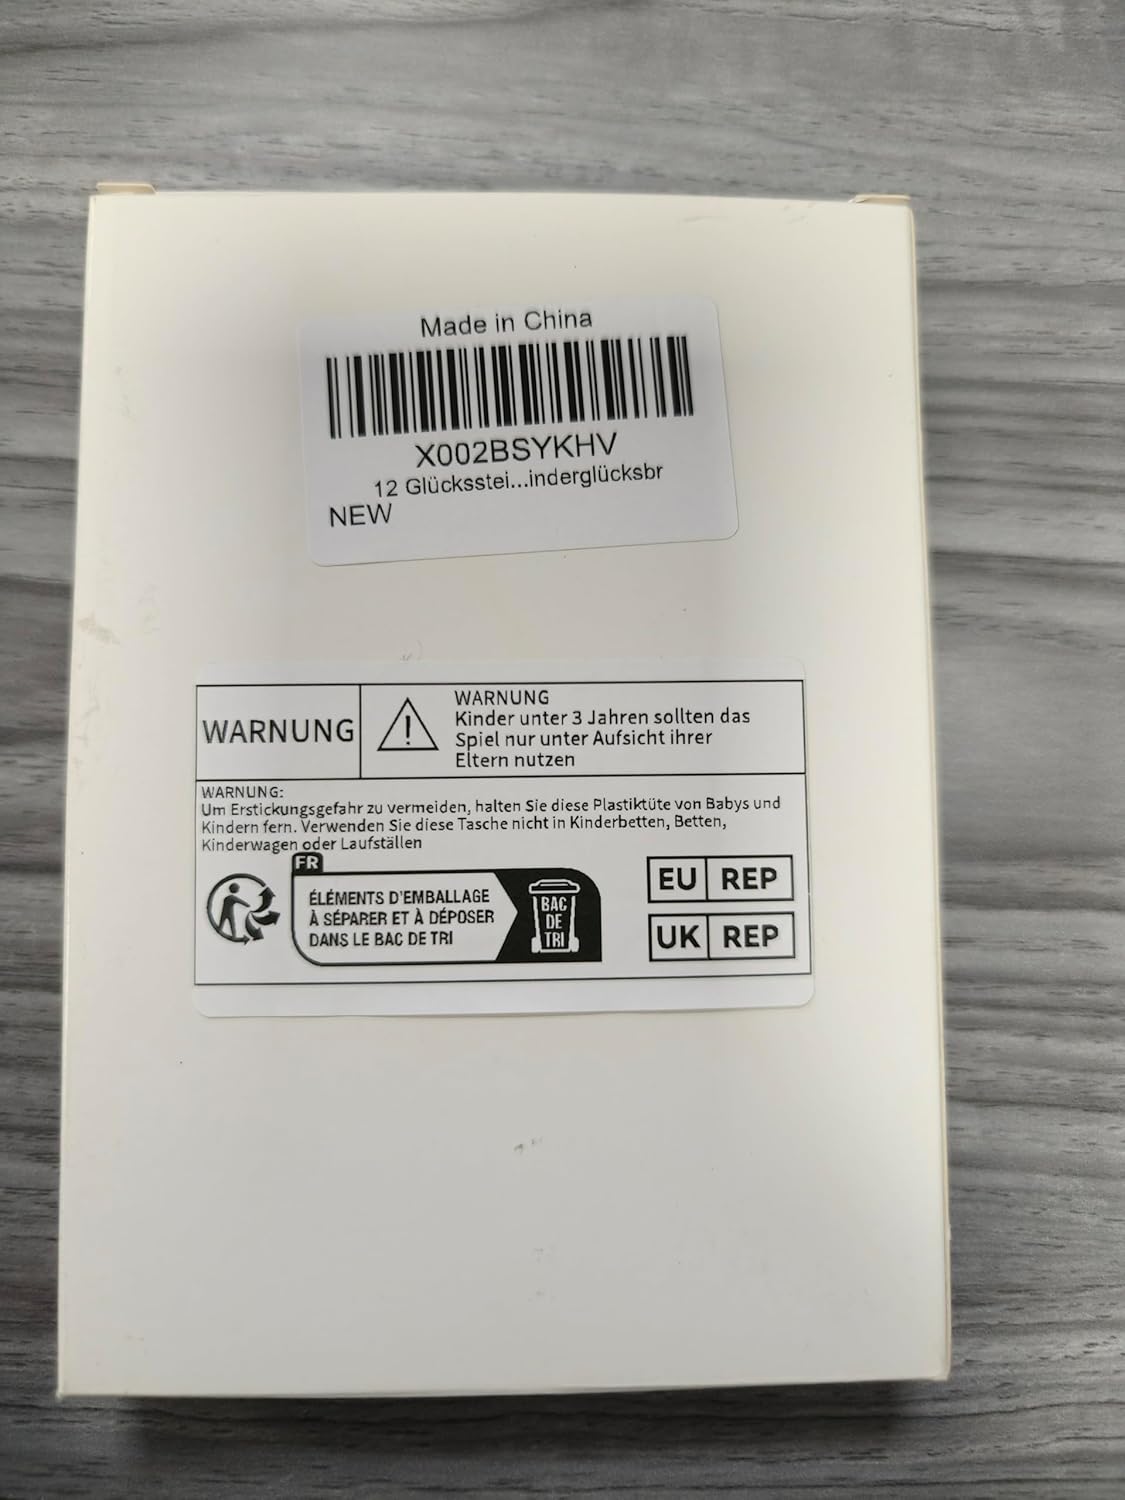 Made in China
X002BSYKHV
12 Glücksstei...inderglücksbr
NEW
WARNUNG
WARNUNG
Kinder unter 3 Jahren sollten das
Spiel nur unter Aufsicht ihrer
Eltern nutzen
WARNUNG:
Um Erstickungsgefahr zu vermeiden, halten Sie diese Plastiktüte von Babys und
Kindern fern. Verwenden Sie diese Tasche nicht in Kinderbetten, Betten,
Kinderwagen oder Laufställen
FR
ÉLÉMENTS D'EMBALLAGE
À SÉPARER ET À DÉPOSER
DANS LE BAC DE TRI
BAC
DE
TRI
EU REP
UK REP